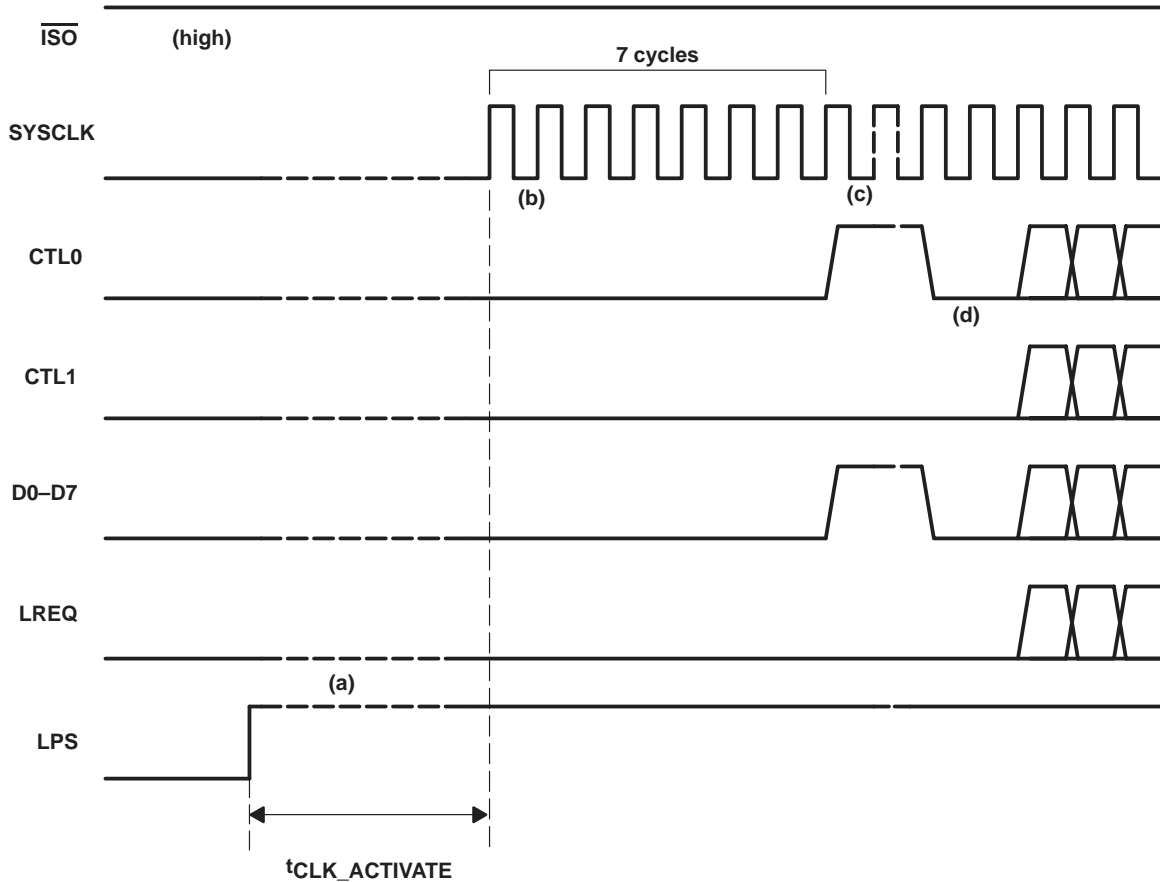 ISO
(high)
7 cycles
SYSCLK
(b)
(c)
CTL0
(d)
CTL1
D0–D7
LREQ
(a)
LPS
tCLK_ACTIVATE